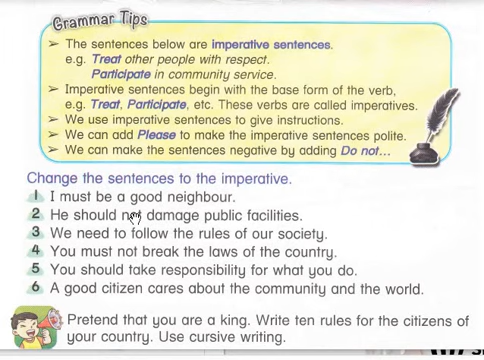 Grammar Tips
➢ The sentences below are imperative sentences.
e.g. Treat other people with respect.
Participate in community service.
➢ Imperative sentences begin with the base form of the verb,
e.g. Treat, Participate, etc. These verbs are called imperatives.
➢ We use imperative sentences to give instructions.
➢ We can add Please to make the imperative sentences polite.
➢ We can make the sentences negative by adding Do not...
Change the sentences to the imperative.
1 I must be a good neighbour.
2 He should not damage public facilities.
3 We need to follow the rules of our society.
4 You must not break the laws of the country.
5 You should take responsibility for what you do.
6 A good citizen cares about the community and the world.
Pretend that you are a king. Write ten rules for the citizens of
your country. Use cursive writing.